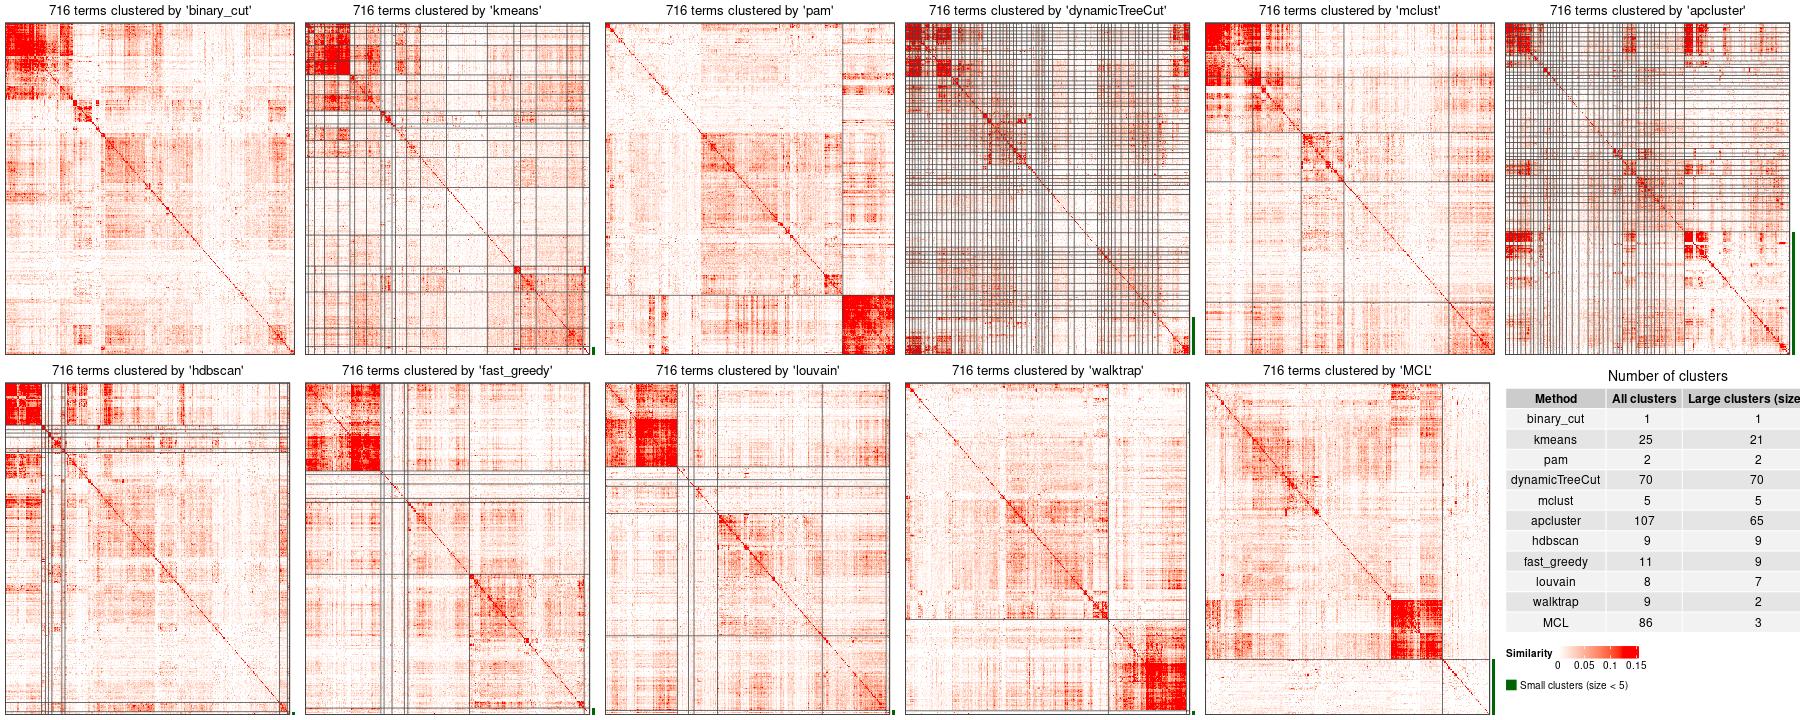 716 terms clustered by 'binary_cut'
716 terms clustered by 'kmeans'
716 terms clustered by 'pam'
716 terms clustered by 'dynamicTreeCut'
716 terms clustered by 'mclust'
716 terms clustered by 'apcluster'
716 terms clustered by 'hdbscan'
716 terms clustered by 'fast_greedy'
716 terms clustered by 'louvain'
716 terms clustered by 'walktrap'
716 terms clustered by 'MCL'
Number of clusters
Method All clusters Large clusters (size
binary_cut 1 1
kmeans 25 21
pam 2 2
dynamicTreeCut 70 70
mclust 5 5
apcluster 107 65
hdbscan 9 9
fast_greedy 11 9
louvain 8 7
walktrap 9 2
MCL 86 3
Similarity
0 0.05 0.1 0.15
Small clusters (size < 5)